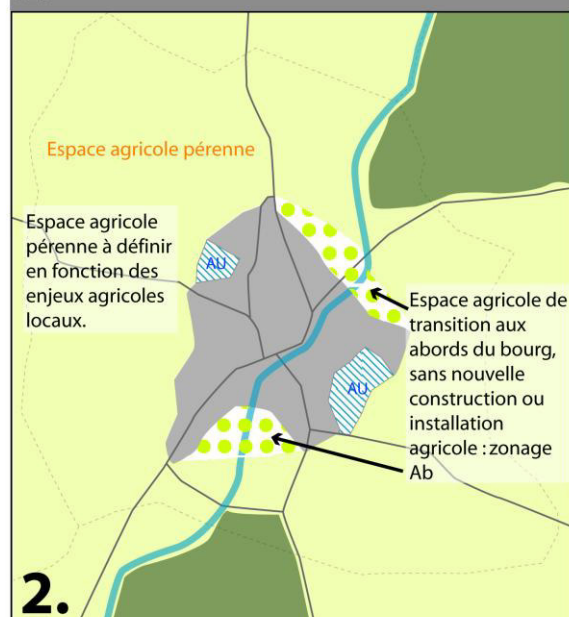 Espace agricole pérenne
Espace agricole
pérenne à définir
en fonction des
enjeux agricoles
locaux.
AU
Espace agricole de
transition aux
abords du bourg,
sans nouvelle
construction ou
installation
agricole : zonage
Ab
AU
2.